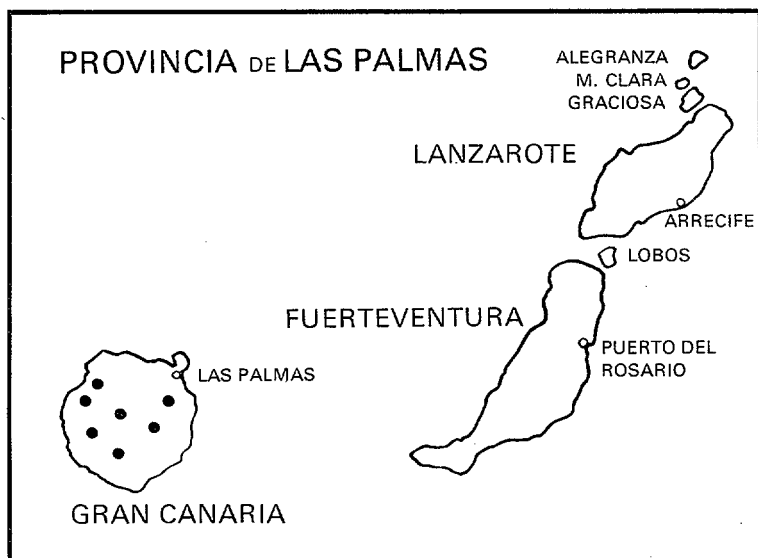 PROVINCIA DE LAS PALMAS
ALEGRANZA
M. CLARA
GRACIOSA
LANZAROTE
ARRECIFE
LOBOS
FUERTEVENTURA
PUERTO DEL
ROSARIO
LAS PALMAS
GRAN CANARIA